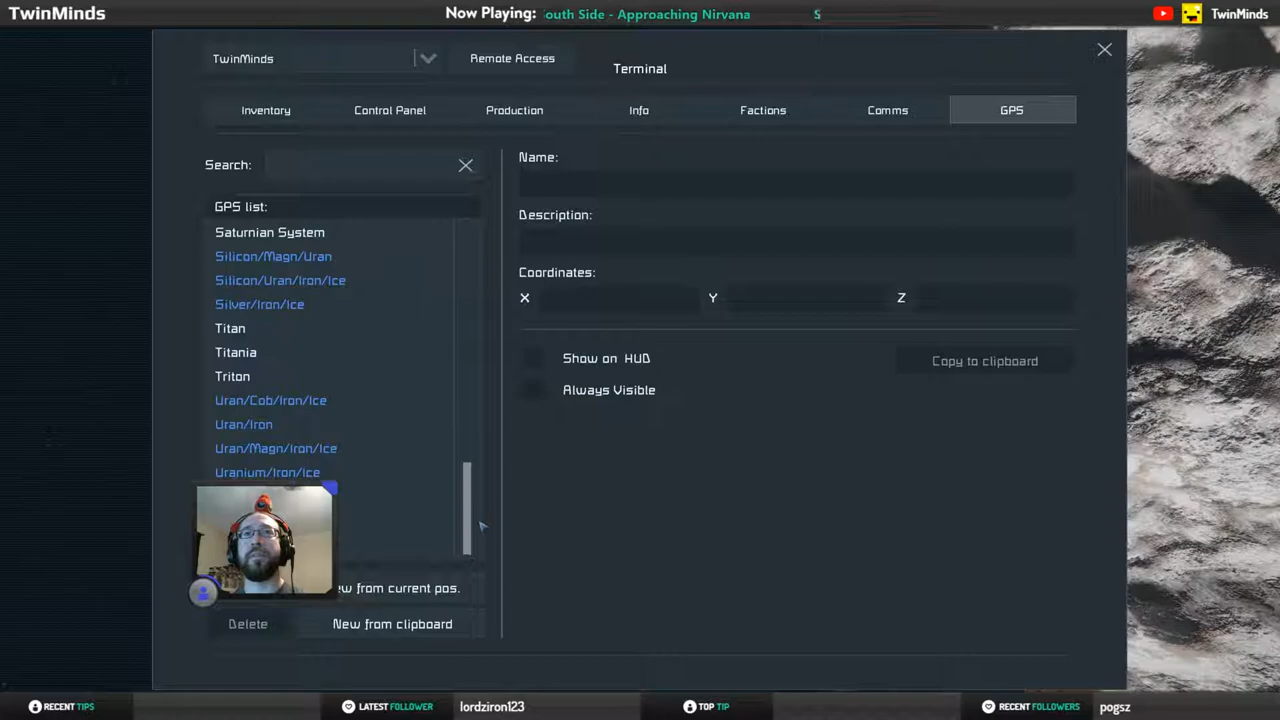 TwinMinds
Now Playing: outh Side - Approaching Nirvana S
TwinMinds
TwinMinds
Remote Access
Terminal
Inventory
Control Panel
Production
Info
Factions
Comms
GPS
Search:
GPS list:
Saturnian System
Silicon/Magn/Uran
Silicon/Uran/Iron/Ice
Silver/Iron/Ice
Titan
Titania
Triton
Uran/Cob/Iron/Ice
Uran/Iron
Uran/Magn/Iron/Ice
Uranium/Iron/Ice
ew from current pos.
Delete
New from clipboard
Name:
Description:
Coordinates:
X
Y
Z
Show on HUD
Always Visible
Copy to clipboard
RECENT TIPS
LATEST FOLLOWER
lordziron123
TOP TIP
RECENT FOLLOWERS
pogsz